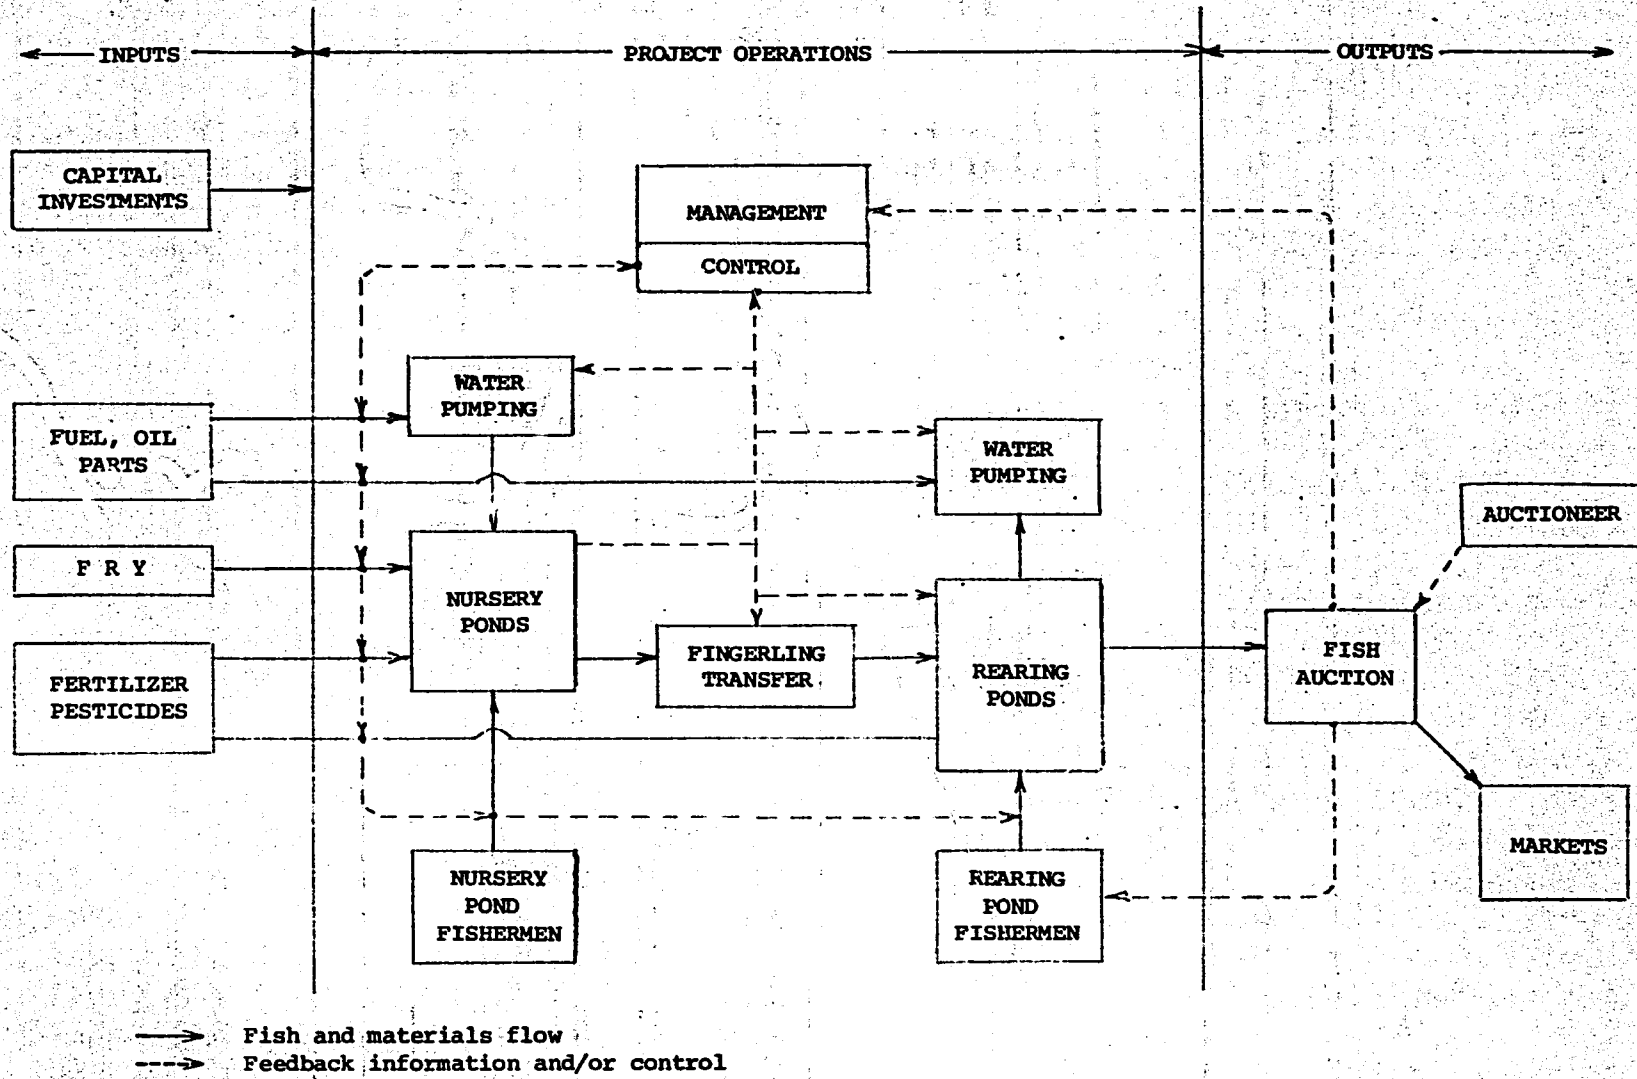 INPUTS
PROJECT OPERATIONS
OUTPUTS
CAPITAL
INVESTMENTS
MANAGEMENT
CONTROL
WATER
PUMPING
FUEL, OIL
PARTS
WATER
PUMPING
AUCTIONEER
F R Y
NURSERY
PONDS
FINGERLING
TRANSFER
REARING
PONDS
FISH
AUCTION
FERTILIZER
PESTICIDES
MARKETS
NURSERY
POND
FISHERMEN
REARING
POND
FISHERMEN
Fish and materials flow
Feedback information and/or control